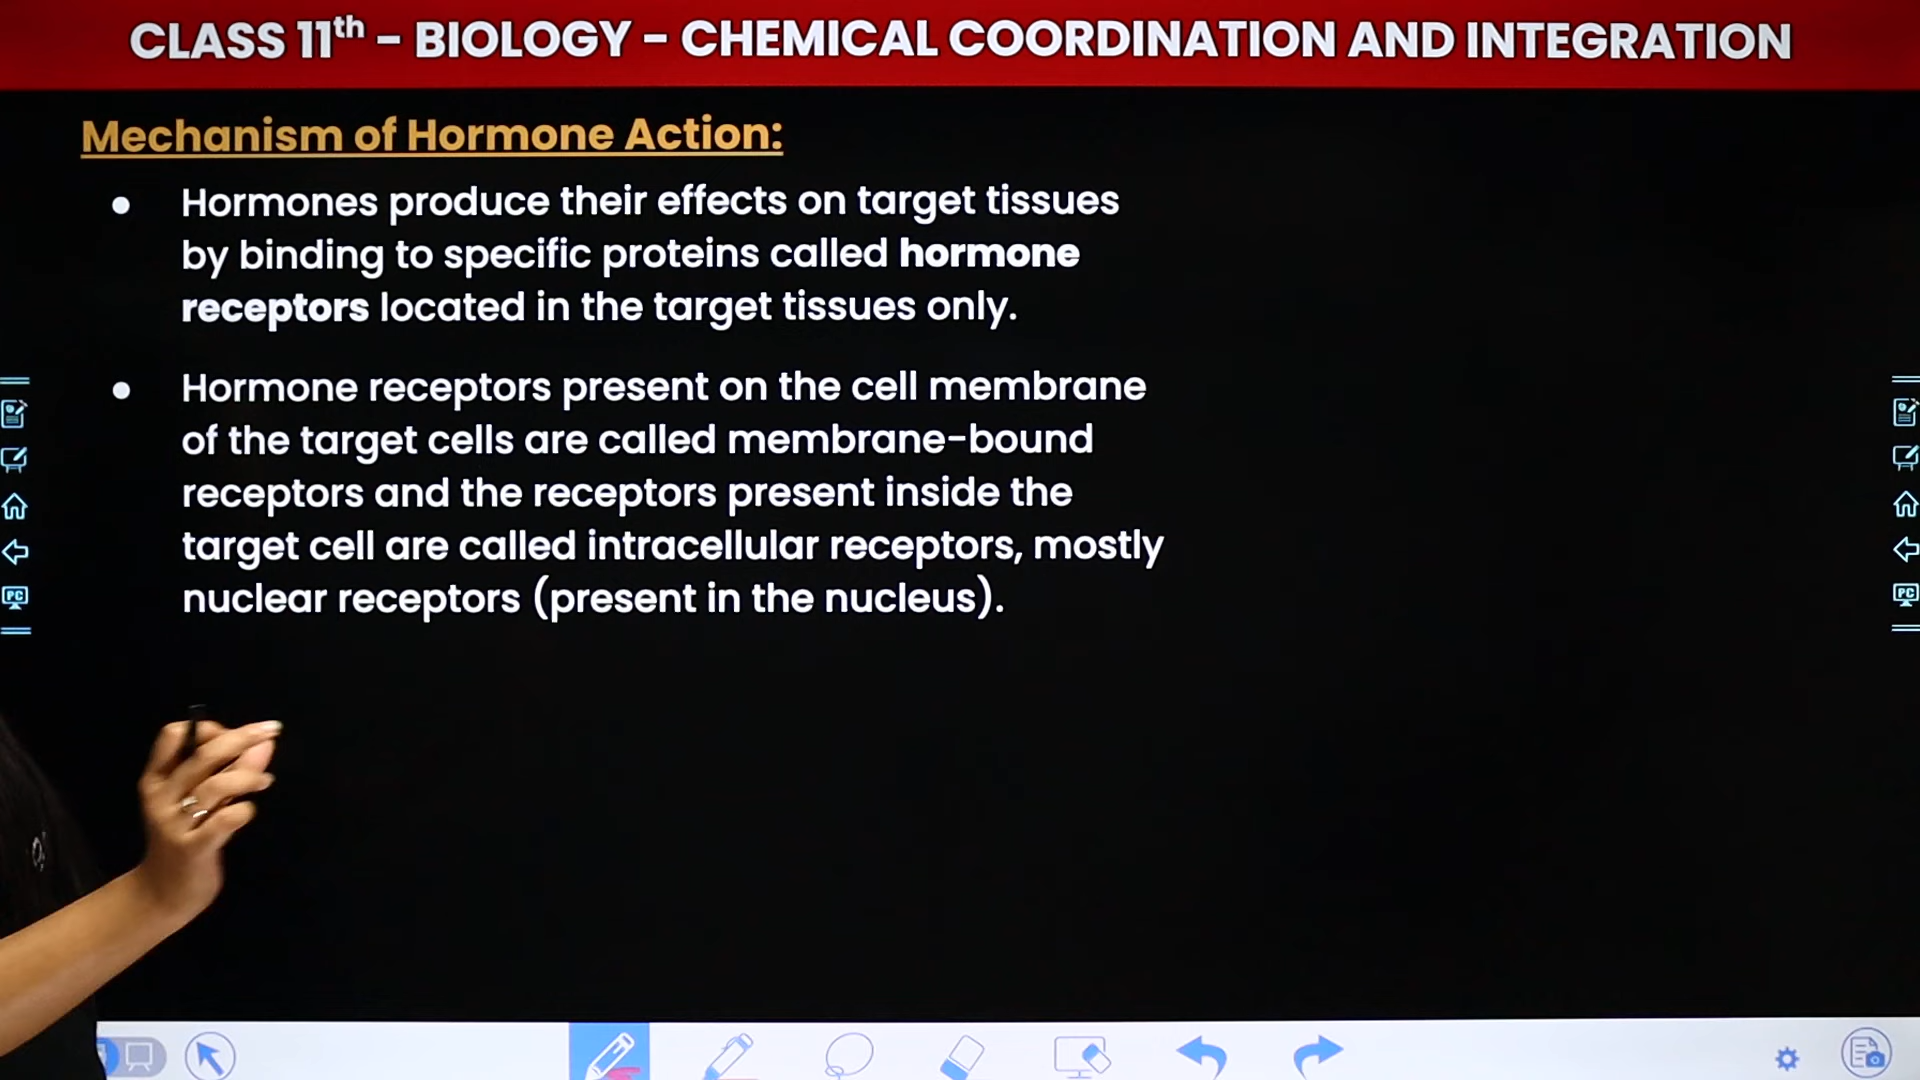 CLASS 11th - BIOLOGY - CHEMICAL COORDINATION AND INTEGRATION
Mechanism of Hormone Action:
● Hormones produce their effects on target tissues
by binding to specific proteins called hormone
receptors located in the target tissues only.
● Hormone receptors present on the cell membrane
of the target cells are called membrane-bound
receptors and the receptors present inside the
target cell are called intracellular receptors, mostly
nuclear receptors (present in the nucleus).
PC
PC